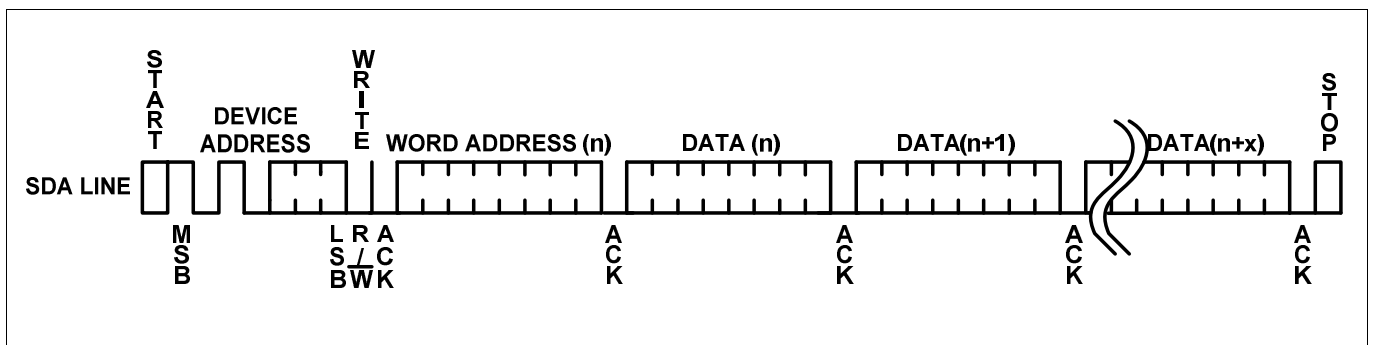 START
DEVICE
ADDRESS
WRITE
WORD ADDRESS (n)
DATA (n)
DATA(n+1)
DATA(n+x)
STOP
SDA LINE
MSB
LSB
R/W
ACK
ACK
ACK
ACK
ACK